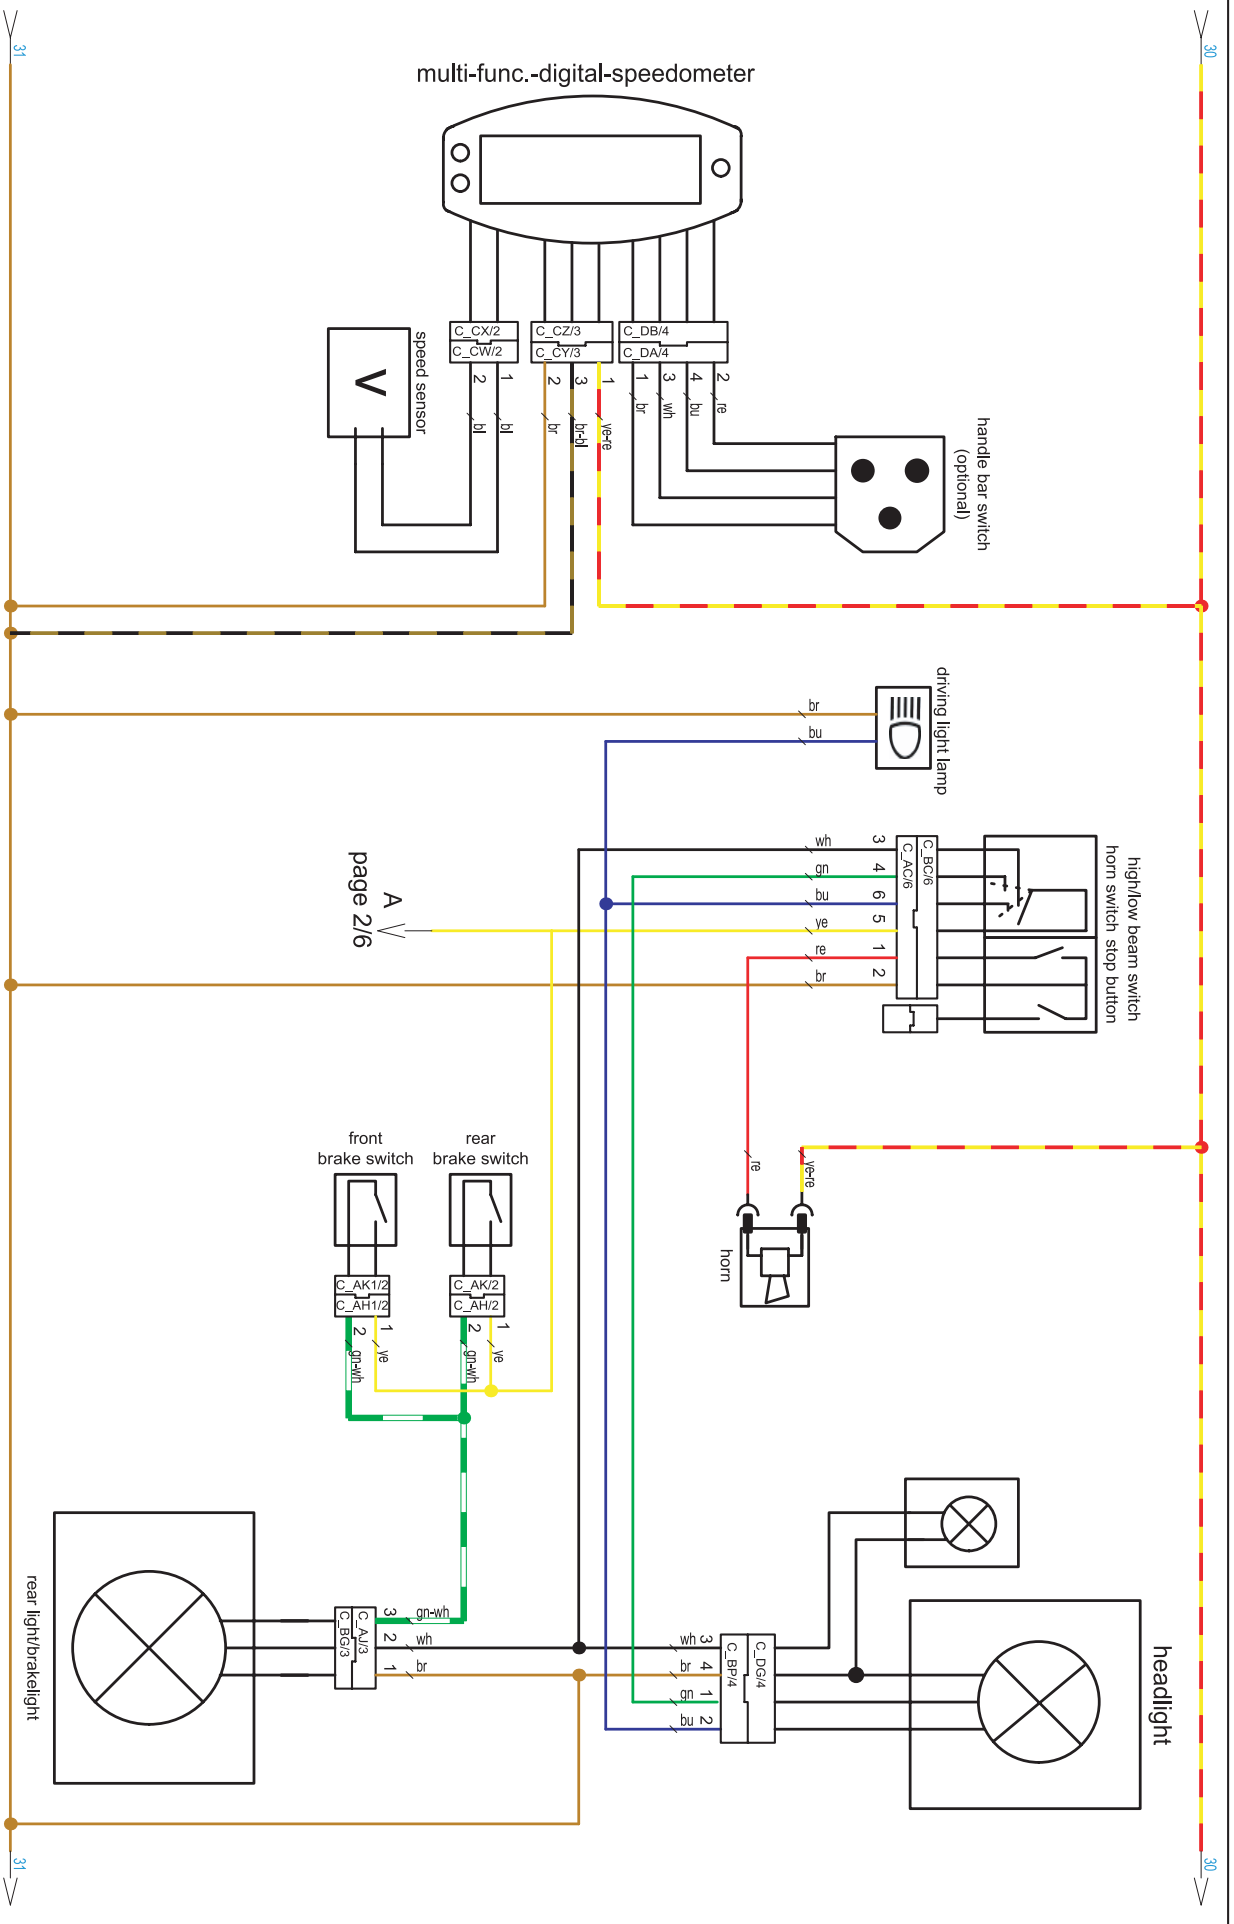 31
30
multi-func.-digital-speedometer
C_CX/2
C_CW/2
C_CZ/3
C_CY/3
C_DB/4
C_DA/4
2
1
2
3
1
1
3
4
2
bl
bl
br
br-bl
ye-re
br
wh
bu
re
speed sensor
V
handle bar switch
(optional)
driving light lamp
br
bu
high/low beam switch
horn switch stop button
C_BC/6
C_AC/6
3
4
6
5
1
2
wh
gn
bu
ye
re
br
A
page 2/6
front
brake switch
rear
brake switch
re
ye-re
horn
C_AK1/2
C_AH1/2
C_AK/2
C_AH/2
2
1
2
1
gn-wh
ye
gn-wh
ye
headlight
rear light/brakelight
C_AJ/3
C_BG/3
3
2
1
gn-wh
wh
br
C_DG/4
C_BP/4
wh 3
br 4
gn 1
bu 2
31
30